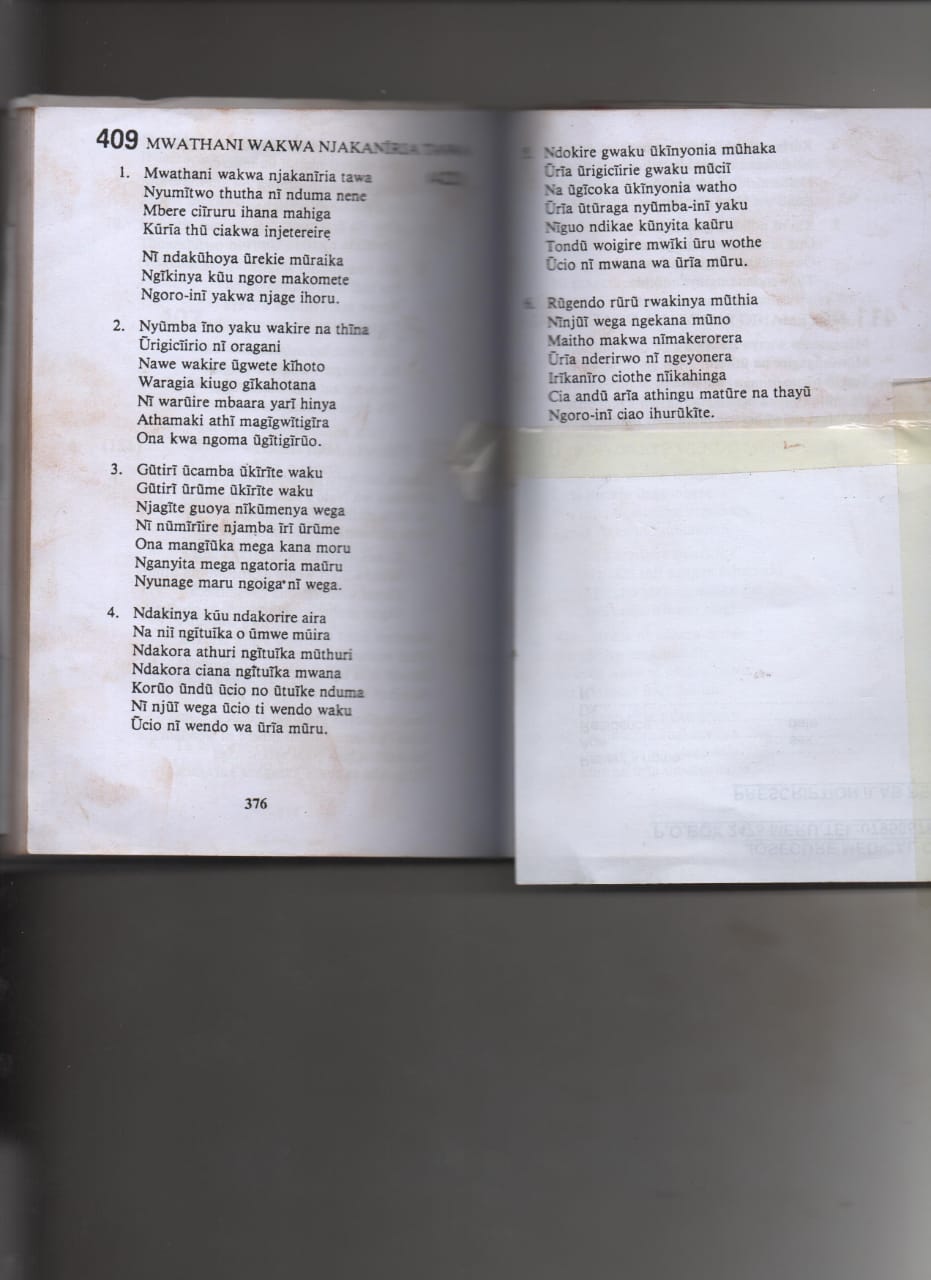 409 MWATHANI WAKWA NJAKANĨRIA TAWA
1. Mwathani wakwa njakanĩria tawa
Nyumĩtwo thutha nĩ nduma nene
Mbere ciĩruru ihana mahiga
Kũrĩa thũ ciakwa injetereire
Nĩ ndakũhoya ũrekie mũraika
Ngĩkinya kũu ngore makomete
Ngoro-inĩ yakwa njage ihoru.
2. Nyũmba ĩno yaku wakire na thĩna
Ũrigiciĩrio nĩ oragani
Nawe wakire ũgwete kĩhoto
Waragia kiugo gĩkahotana
Nĩ warũire mbaara yarĩ hinya
Athamaki athĩ magĩgwĩtigĩra
Ona kwa ngoma ũgĩtigĩrũo.
3. Gũtirĩ ũcamba ũkĩrĩte waku
Gũtirĩ ũrũme ũkĩrĩte waku
Njagĩte guoya nĩkũmenya wega
Nĩ nũmĩrĩire njamba ĩrĩ ũrũme
Ona mangĩũka mega kana moru
Nganyita mega ngatoria maũru
Nyunage maru ngoiga nĩ wega.
4. Ndakinya kũu ndakorire aira
Na niĩ ngĩtuĩka o ũmwe mũira
Ndakora athuri ngĩtuĩka mũthuri
Ndakora ciana ngĩtuĩka mwana
Korũo ũndũ ũcio no ũtuĩke nduma
Nĩ njũĩ wega ũcio ti wendo waku
Ũcio nĩ wendo wa ũrĩa mũru.
376
5. Ndokire gwaku ũkĩnyonia mũhaka
Ũrĩa ũrigiciĩrie gwaku mũciĩ
Na ũgĩcoka ũkĩnyonia watho
Ũrĩa ũtũraga nyũmba-inĩ yaku
Nĩguo ndikae kũnyita kaũru
Tondũ woigire mwĩki ũru wothe
Ũcio nĩ mwana wa ũrĩa mũru.
6. Rũgendo rũrũ rwakinya mũthia
Nĩnjũĩ wega ngekana mũno
Maitho makwa nĩmakerorera
Ũrĩa nderirwo nĩ ngeyonera
Irĩkanĩro ciothe nĩikahinga
Cia andũ arĩa athingu matũre na thayũ
Ngoro-inĩ ciao ihurũkĩte.